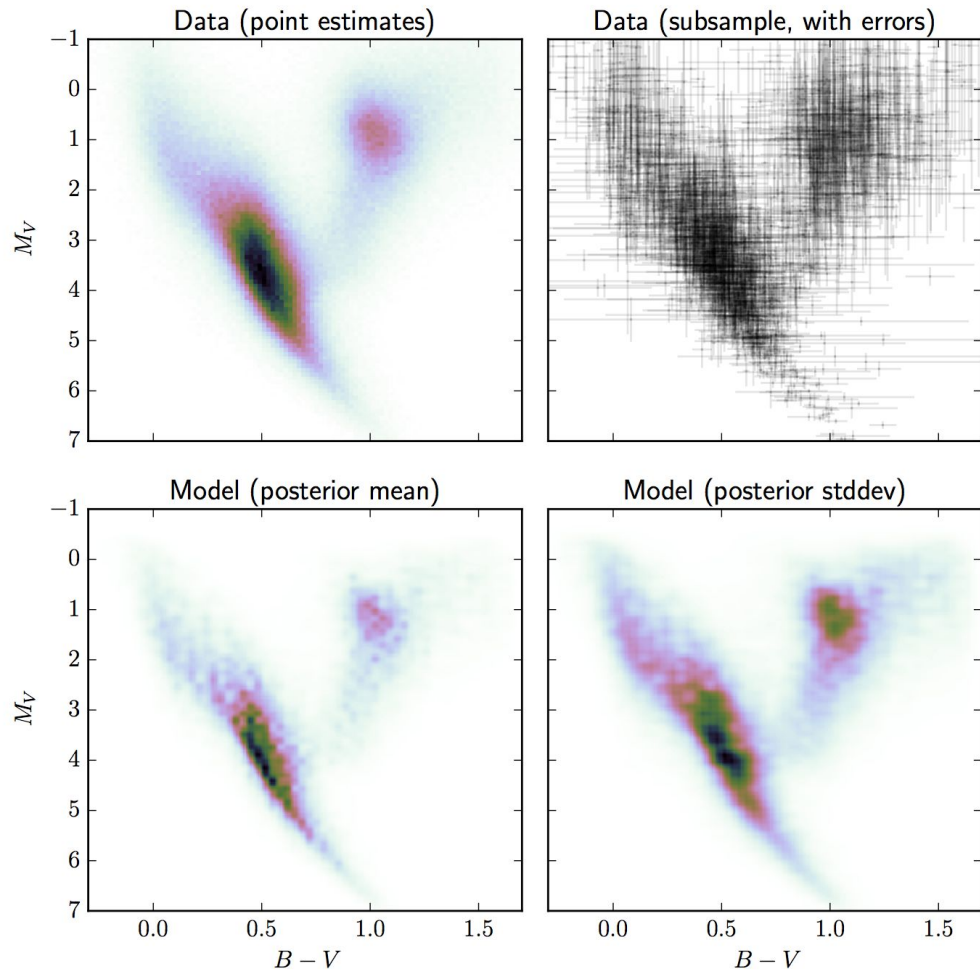 Data (point estimates)
Data (subsample, with errors)
−1
0
1
2
3
4
5
6
7
M_V
Model (posterior mean)
Model (posterior stddev)
−1
0
1
2
3
4
5
6
7
M_V
0.0 0.5 1.0 1.5
0.0 0.5 1.0 1.5
B − V
B − V